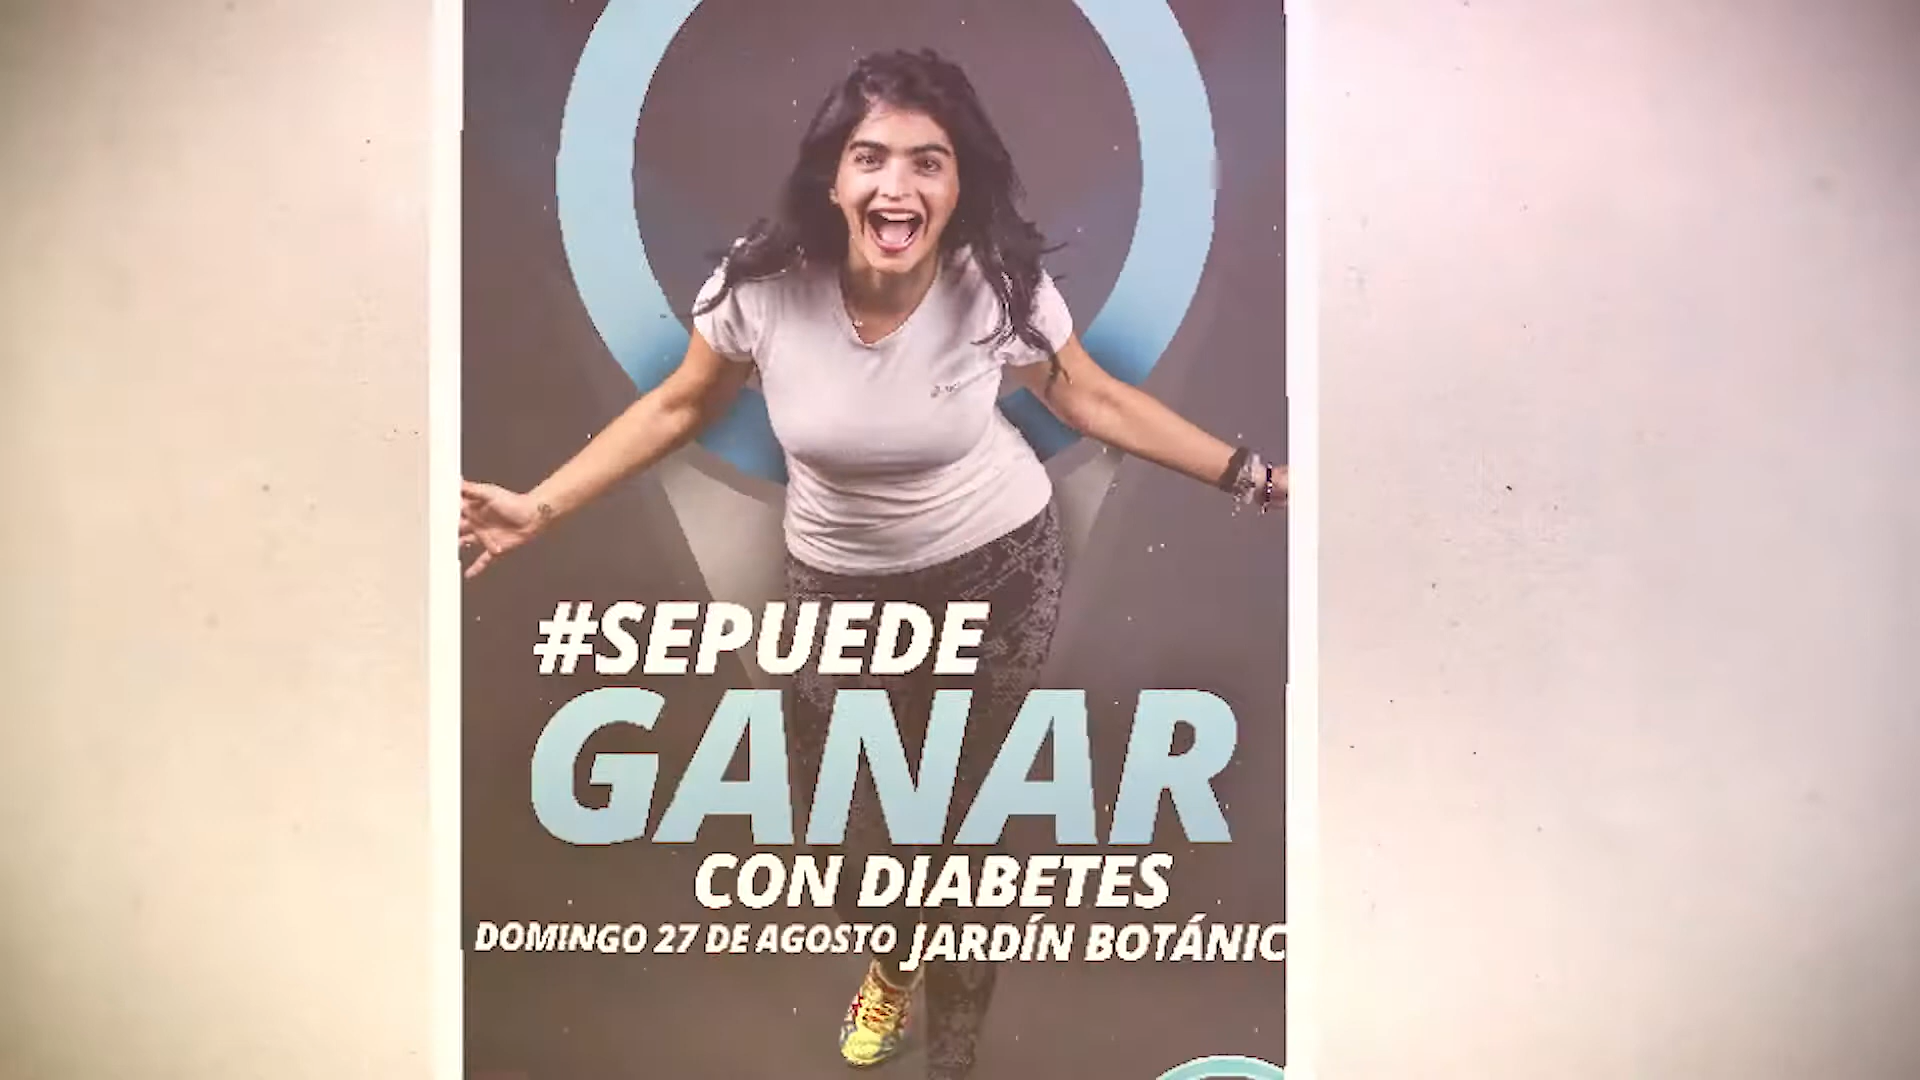 #SEPUEDE
GANAR
CON DIABETES
DOMINGO 27 DE AGOSTO JARDÍN BOTÁNIC